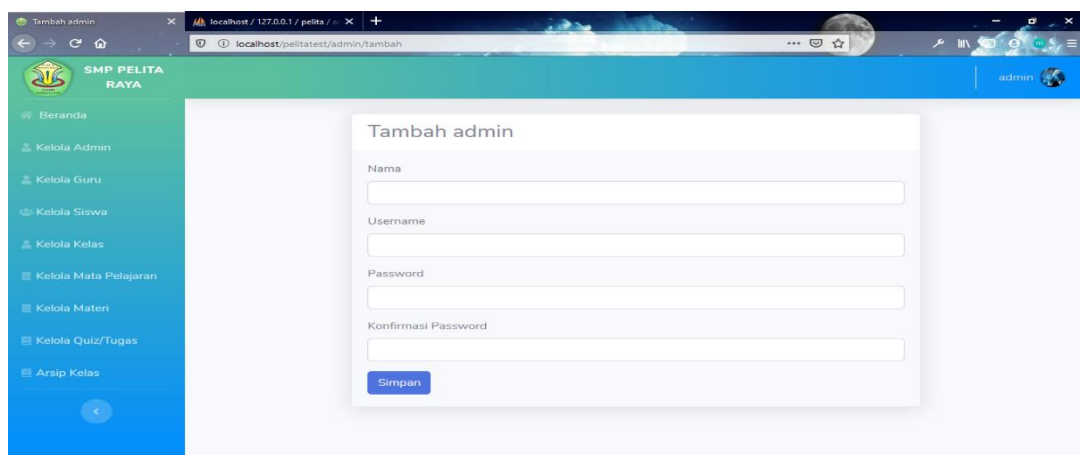 Tambah admin
localhost / 127.0.0.1 / pelita /
localhost/pelitatest/admin/tambah
SMP PELITA
RAYA
admin
Beranda
Kelola Admin
Kelola Guru
Kelola Siswa
Kelola Kelas
Kelola Mata Pelajaran
Kelola Materi
Kelola Quiz/Tugas
Arsip Kelas
Tambah admin
Nama
Username
Password
Konfirmasi Password
Simpan